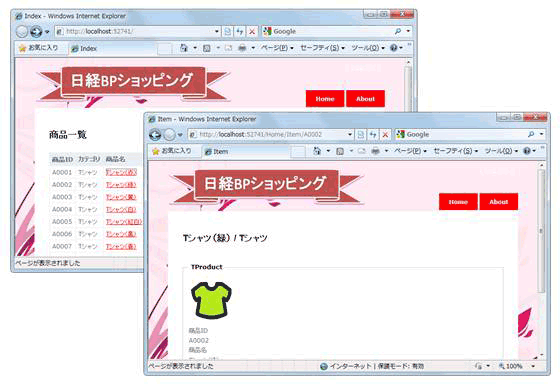 Index - Windows Internet Explorer
http://localhost:52741/
Google
お気に入り
Index
ページ(P)
セーフティ(S)
ツール(O)
日経BPショッピング
Home
About
商品一覧
商品ID カテゴリ 商品名
A0001 Tシャツ Tシャツ(赤)
A0002 Tシャツ Tシャツ(緑)
A0003 Tシャツ Tシャツ(黄)
A0004 Tシャツ Tシャツ(白)
A0005 Tシャツ Tシャツ(紅白)
A0006 Tシャツ Tシャツ(黒)
A0007 Tシャツ Tシャツ(青)
ページが表示されました
Item - Windows Internet Explorer
http://localhost:52741/Home/Item/A0002
Google
お気に入り
Item
ページ(P)
セーフティ(S)
ツール(O)
日経BPショッピング
Home
About
Tシャツ(緑) / Tシャツ
TProduct
商品ID
A0002
商品名
ページが表示されました
インターネット | 保護モード: 有効
100%